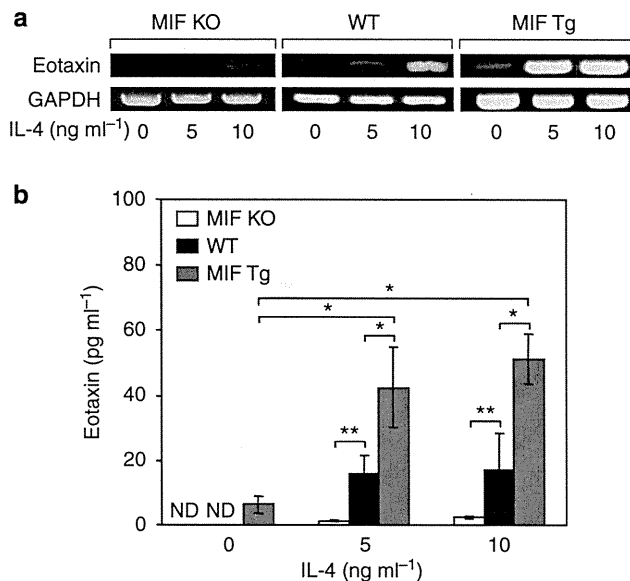 a
MIF KO WT MIF Tg
Eotaxin
GAPDH
IL-4 (ng ml⁻¹) 0 5 10 0 5 10 0 5 10
b
100
80
60
40
20
0
Eotaxin (pg ml⁻¹)
MIF KO
WT
MIF Tg
*
*
* *
** **
ND ND
0 5 10
IL-4 (ng ml⁻¹)